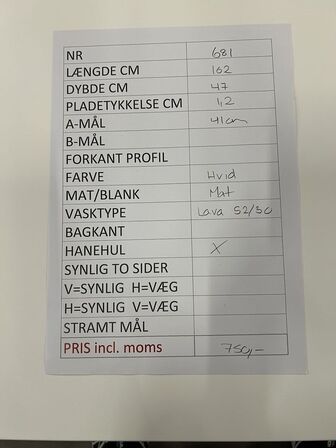 NR 681
LÆNGDE CM 102
DYBDE CM 47
PLADETYKKELSE CM 1,2
A-MÅL 41cm
B-MÅL
FORKANT PROFIL
FARVE Hvid
MAT/BLANK Mat
VASKTYPE Lava 52/30
BAGKANT
HANEHUL X
SYNLIG TO SIDER
V=SYNLIG H=VÆG
H=SYNLIG V=VÆG
STRAMT MÅL
PRIS incl. moms 750,-